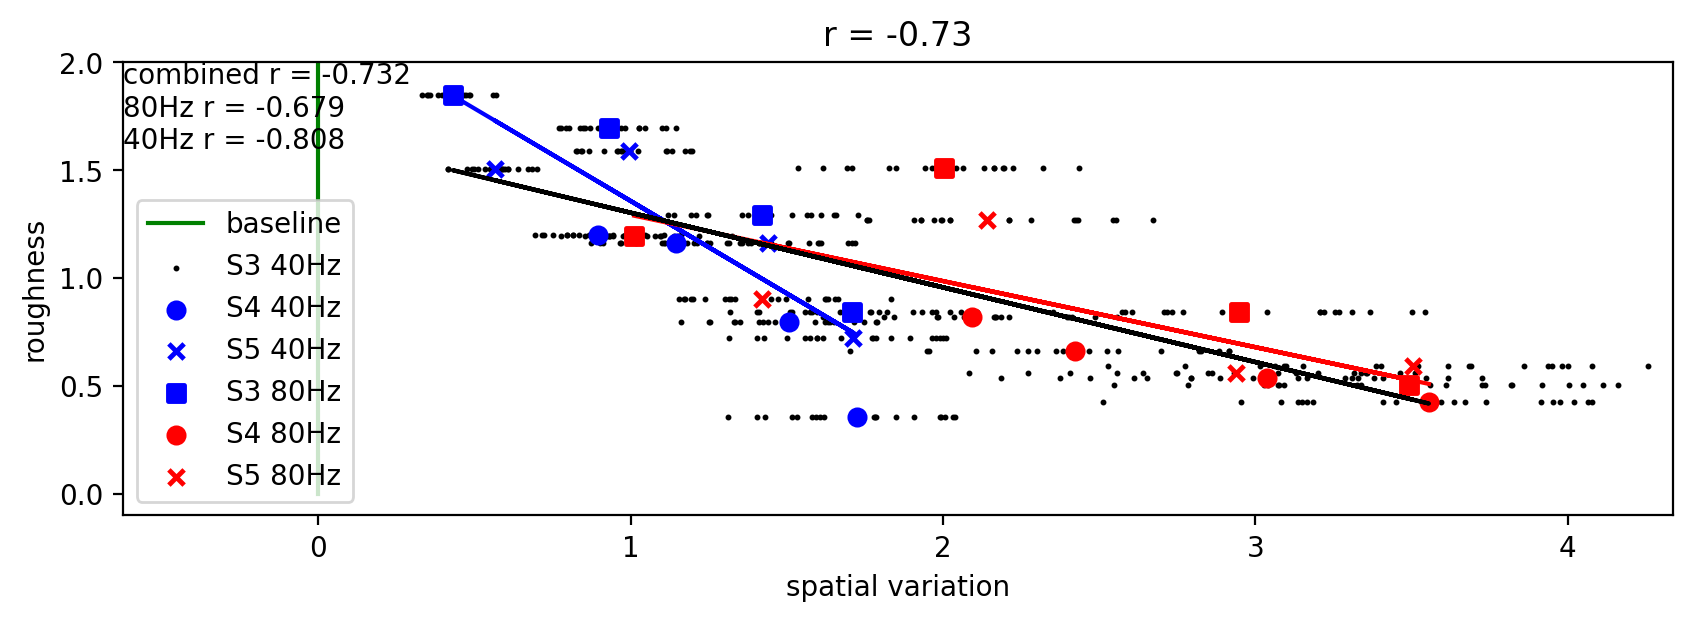 r = -0.73
combined r = -0.732
80Hz r = -0.679
40Hz r = -0.808
2.0
1.5
1.0
0.5
0.0
roughness
baseline
S3 40Hz
S4 40Hz
S5 40Hz
S3 80Hz
S4 80Hz
S5 80Hz
0 1 2 3 4
spatial variation